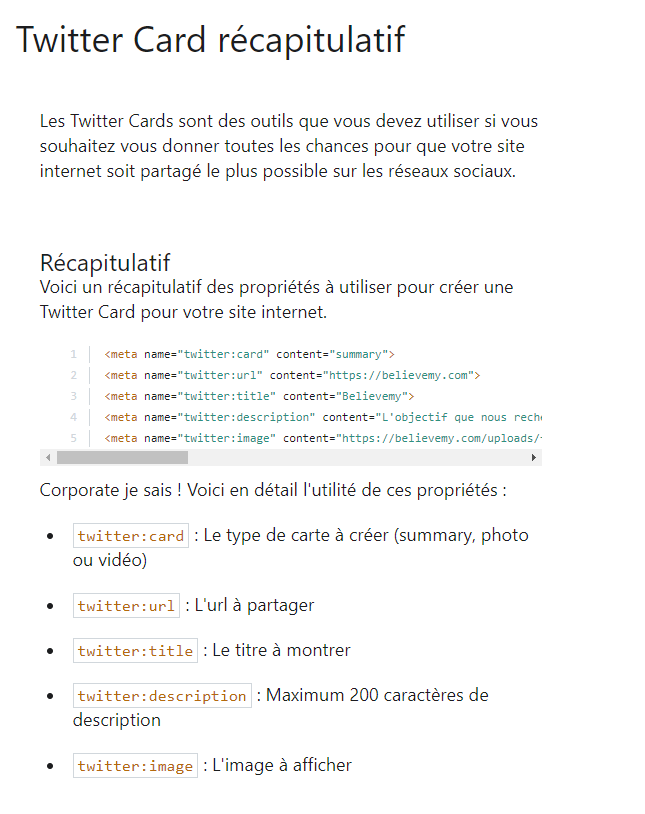 Twitter Card récapitulatif
Les Twitter Cards sont des outils que vous devez utiliser si vous
souhaitez vous donner toutes les chances pour que votre site
internet soit partagé le plus possible sur les réseaux sociaux.
Récapitulatif
Voici un récapitulatif des propriétés à utiliser pour créer une
Twitter Card pour votre site internet.
1 <meta name="twitter:card" content="summary">
2 <meta name="twitter:url" content="https://believemy.com">
3 <meta name="twitter:title" content="Believemy">
4 <meta name="twitter:description" content="L'objectif que nous
5 <meta name="twitter:image" content="https://believemy.com/uploads/
Corporate je sais ! Voici en détail l'utilité de ces propriétés :
• twitter:card : Le type de carte à créer (summary, photo
ou vidéo)
• twitter:url : L'url à partager
• twitter:title : Le titre à montrer
• twitter:description : Maximum 200 caractères de
description
• twitter:image : L'image à afficher